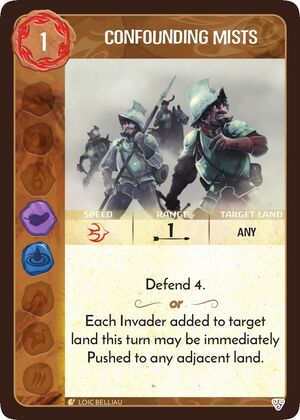 1
CONFOUNDING MISTS
SPEED RANGE TARGET LAND
1 ANY
Defend 4.
or
Each Invader added to target
land this turn may be immediately
Pushed to any adjacent land.
LOIC BELLIAU